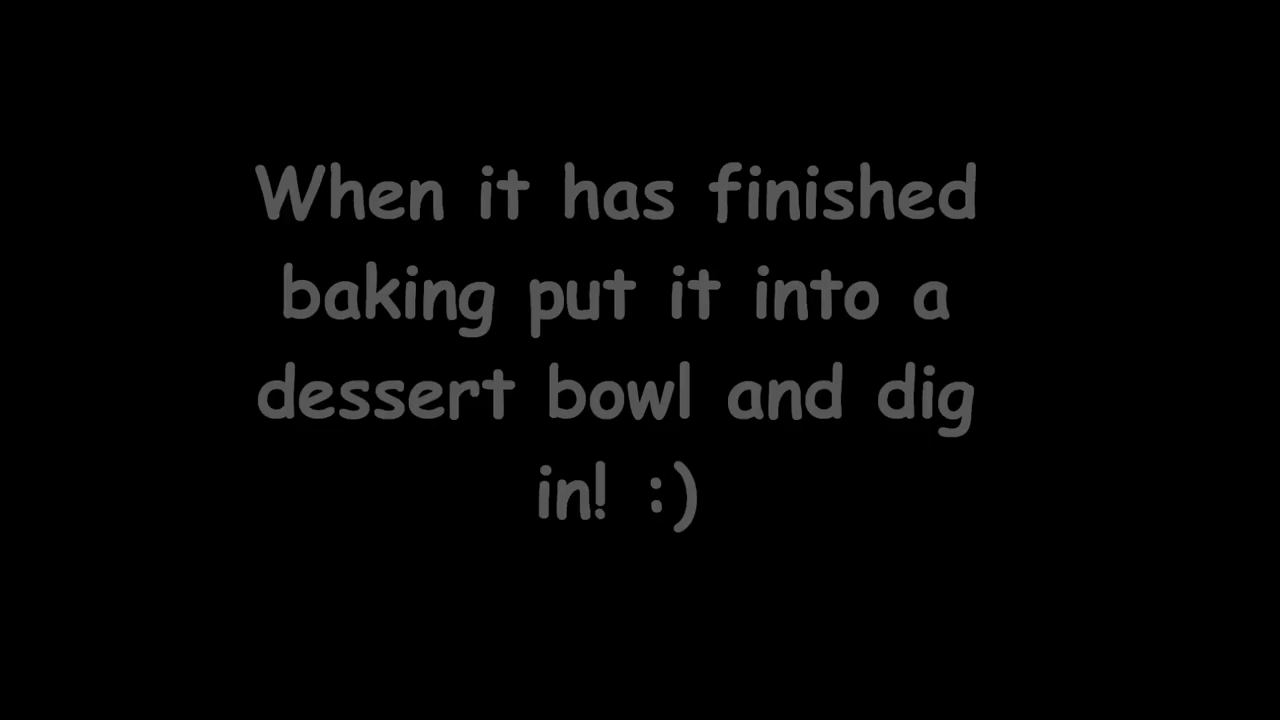 When it has finished
baking put it into a
dessert bowl and dig
in! :)